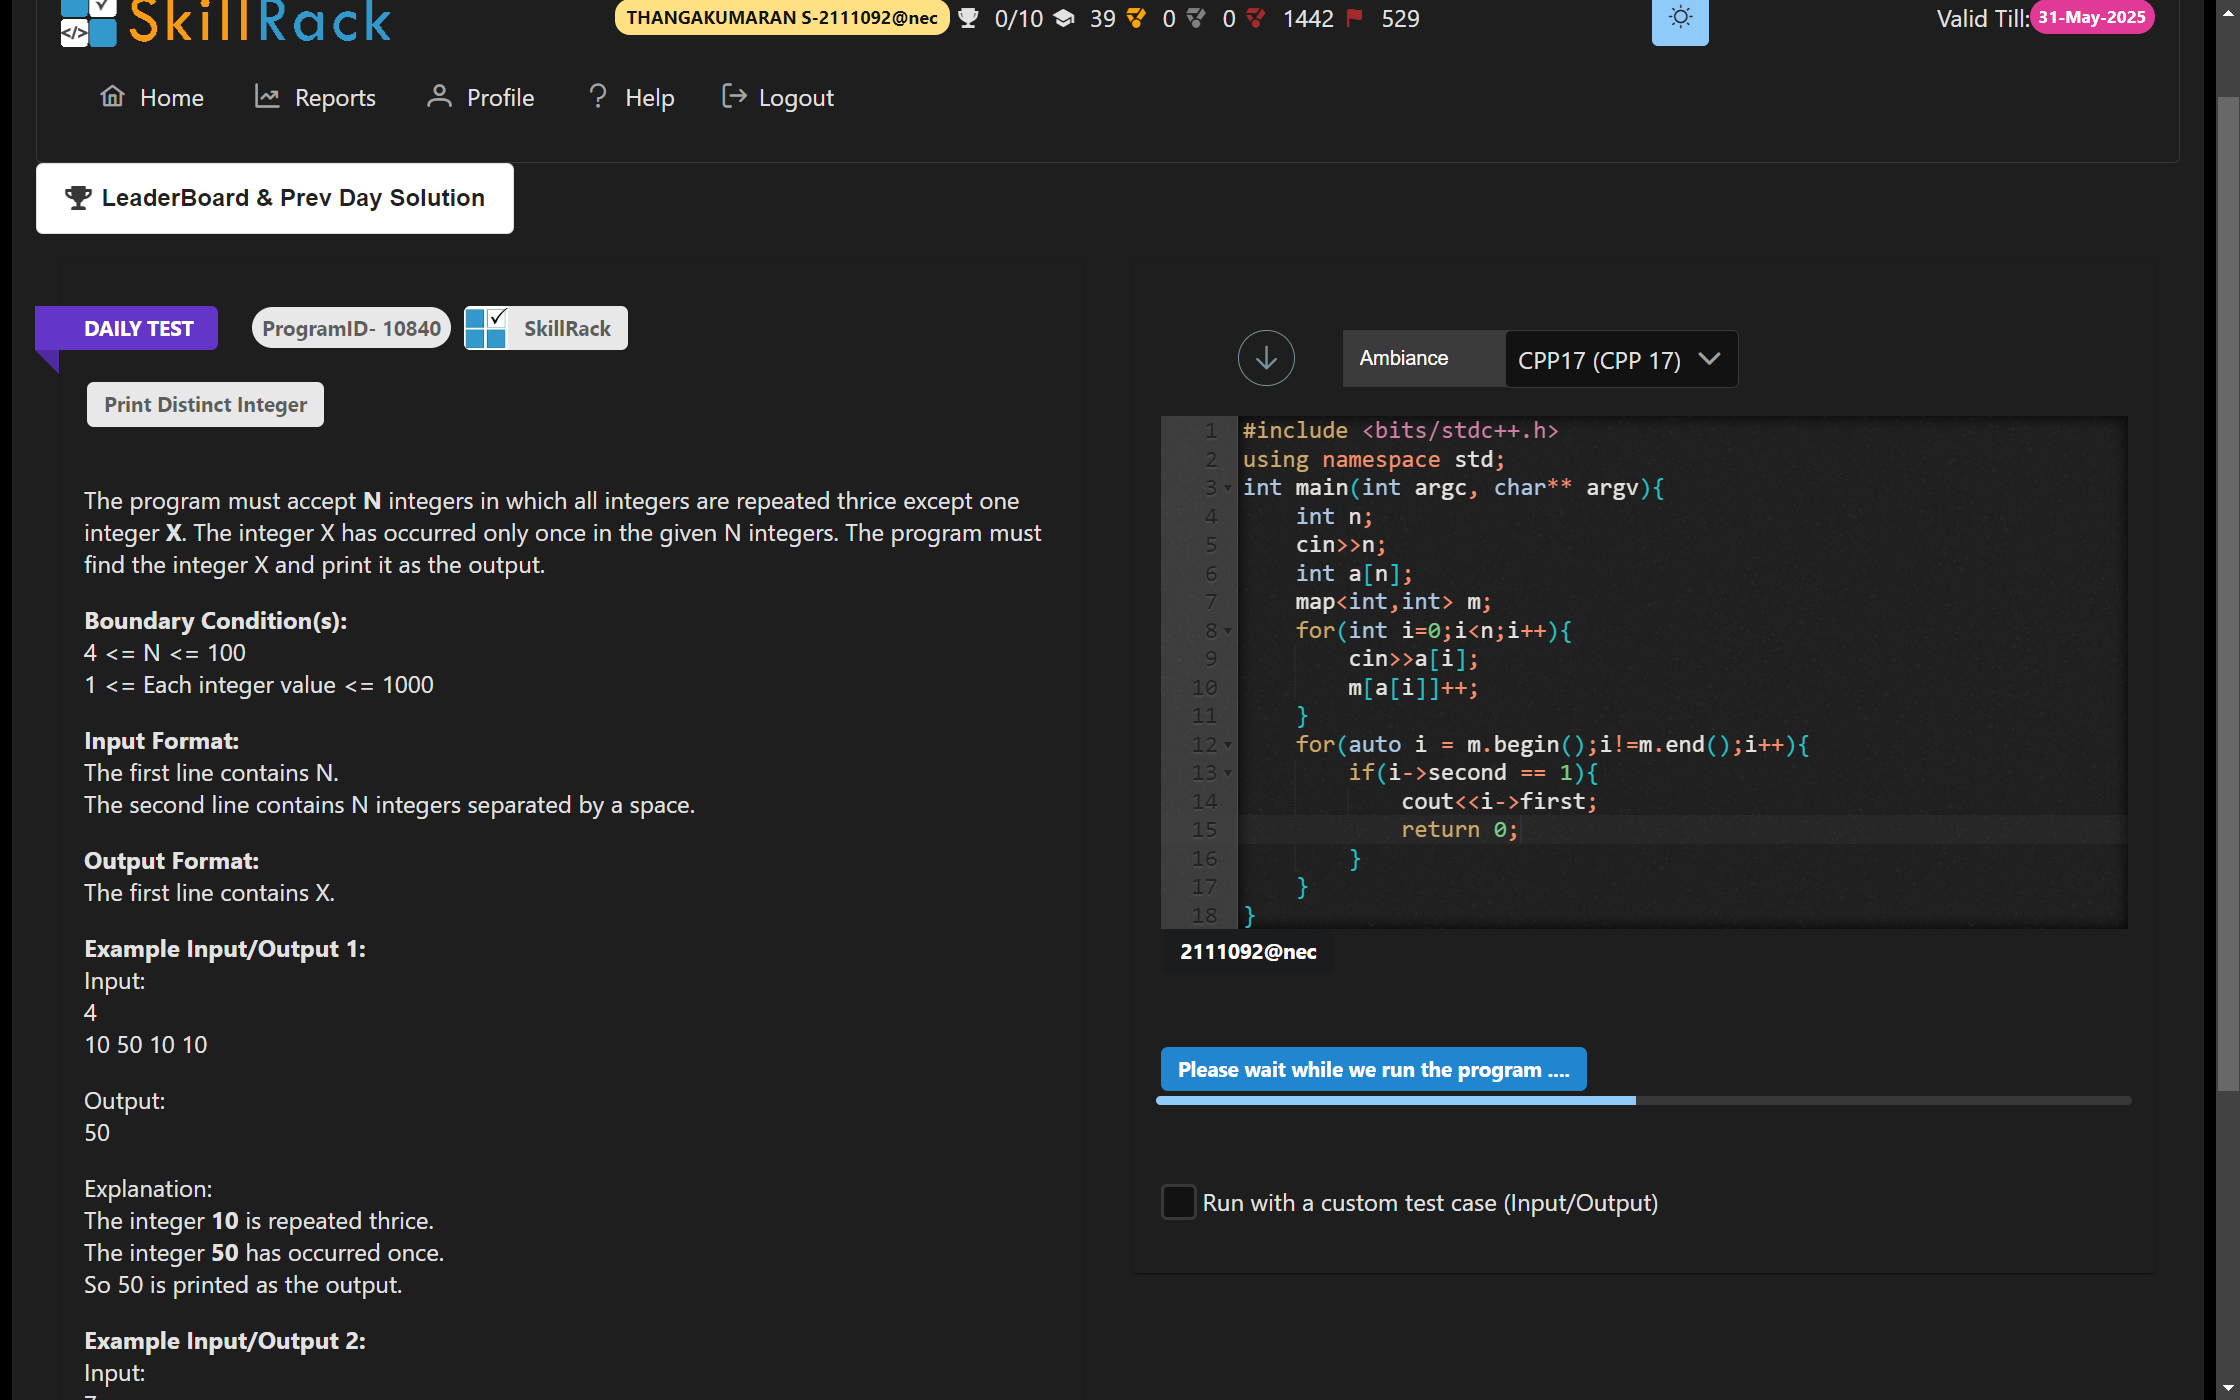 SkillRack
THANGAKUMARAN S-2111092@nec 0/10 39 0 0 1442 529
Valid Till: 31-May-2025
Home Reports Profile Help Logout
LeaderBoard & Prev Day Solution
DAILY TEST ProgramID- 10840 SkillRack
Print Distinct Integer
The program must accept N integers in which all integers are repeated thrice except one
integer X. The integer X has occurred only once in the given N integers. The program must
find the integer X and print it as the output.
Boundary Condition(s):
4 <= N <= 100
1 <= Each integer value <= 1000
Input Format:
The first line contains N.
The second line contains N integers separated by a space.
Output Format:
The first line contains X.
Example Input/Output 1:
Input:
4
10 50 10 10
Output:
50
Explanation:
The integer 10 is repeated thrice.
The integer 50 has occurred once.
So 50 is printed as the output.
Example Input/Output 2:
Input:
Ambiance CPP17 (CPP 17)
1 #include <bits/stdc++.h>
2 using namespace std;
3 int main(int argc, char** argv){
4 int n;
5 cin>>n;
6 int a[n];
7 map<int,int> m;
8 for(int i=0;i<n;i++){
9 cin>>a[i];
10 m[a[i]]++;
11 }
12 for(auto i = m.begin();i!=m.end();i++){
13 if(i->second == 1){
14 cout<<i->first;
15 return 0;
16 }
17 }
18 }
2111092@nec
Please wait while we run the program ....
Run with a custom test case (Input/Output)